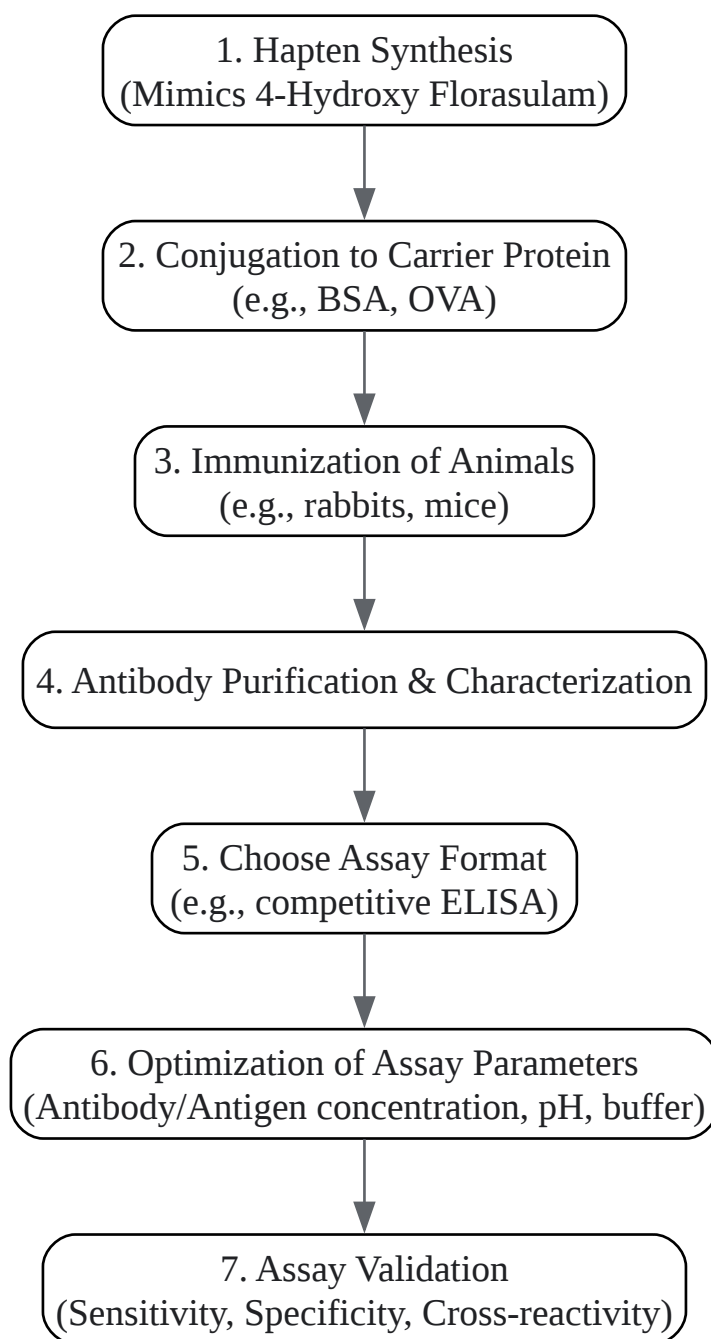 1. Hapten Synthesis
(Mimics 4-Hydroxy Florasulam)
2. Conjugation to Carrier Protein
(e.g., BSA, OVA)
3. Immunization of Animals
(e.g., rabbits, mice)
4. Antibody Purification & Characterization
5. Choose Assay Format
(e.g., competitive ELISA)
6. Optimization of Assay Parameters
(Antibody/Antigen concentration, pH, buffer)
7. Assay Validation
(Sensitivity, Specificity, Cross-reactivity)